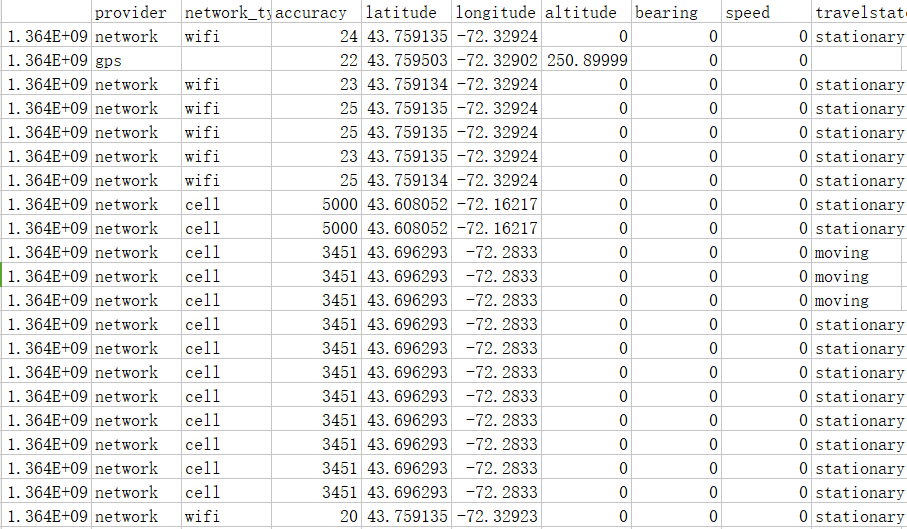 provider network_ty accuracy latitude longitude altitude bearing speed travelstate
1.364E+09 network wifi 24 43.759135 -72.32924 0 0 0 stationary
1.364E+09 gps 22 43.759503 -72.32902 250.89999 0 0
1.364E+09 network wifi 23 43.759134 -72.32924 0 0 0 stationary
1.364E+09 network wifi 25 43.759135 -72.32924 0 0 0 stationary
1.364E+09 network wifi 25 43.759135 -72.32924 0 0 0 stationary
1.364E+09 network wifi 23 43.759135 -72.32924 0 0 0 stationary
1.364E+09 network wifi 25 43.759134 -72.32924 0 0 0 stationary
1.364E+09 network cell 5000 43.608052 -72.16217 0 0 0 stationary
1.364E+09 network cell 5000 43.608052 -72.16217 0 0 0 stationary
1.364E+09 network cell 3451 43.696293 -72.2833 0 0 0 moving
1.364E+09 network cell 3451 43.696293 -72.2833 0 0 0 moving
1.364E+09 network cell 3451 43.696293 -72.2833 0 0 0 moving
1.364E+09 network cell 3451 43.696293 -72.2833 0 0 0 stationary
1.364E+09 network cell 3451 43.696293 -72.2833 0 0 0 stationary
1.364E+09 network cell 3451 43.696293 -72.2833 0 0 0 stationary
1.364E+09 network cell 3451 43.696293 -72.2833 0 0 0 stationary
1.364E+09 network cell 3451 43.696293 -72.2833 0 0 0 stationary
1.364E+09 network cell 3451 43.696293 -72.2833 0 0 0 stationary
1.364E+09 network cell 3451 43.696293 -72.2833 0 0 0 stationary
1.364E+09 network cell 3451 43.696293 -72.2833 0 0 0 stationary
1.364E+09 network wifi 20 43.759135 -72.32923 0 0 0 stationary